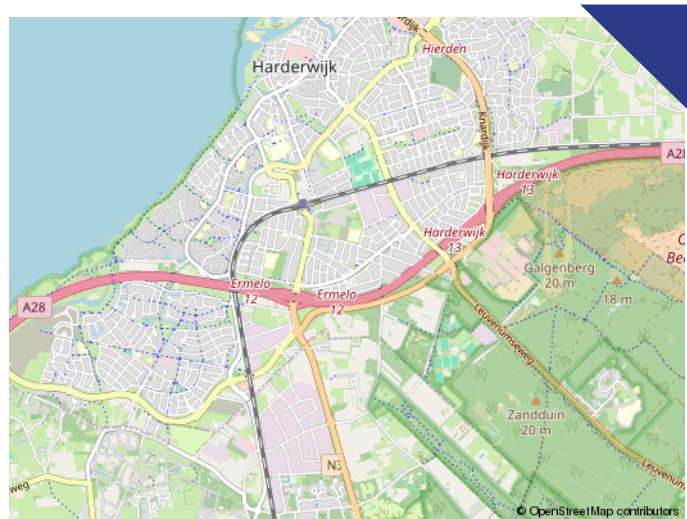 Knardijk
Hierden
Harderwijk
Knardijk
A28
Harderwijk
13
Harderwijk
13
Galgenberg
20 m
18 m
Ermelo
12
Ermelo
12
A28
Leuvenumseweg
Zandduin
20 m
N3
Leuvenumseweg
© OpenStreetMap contributors